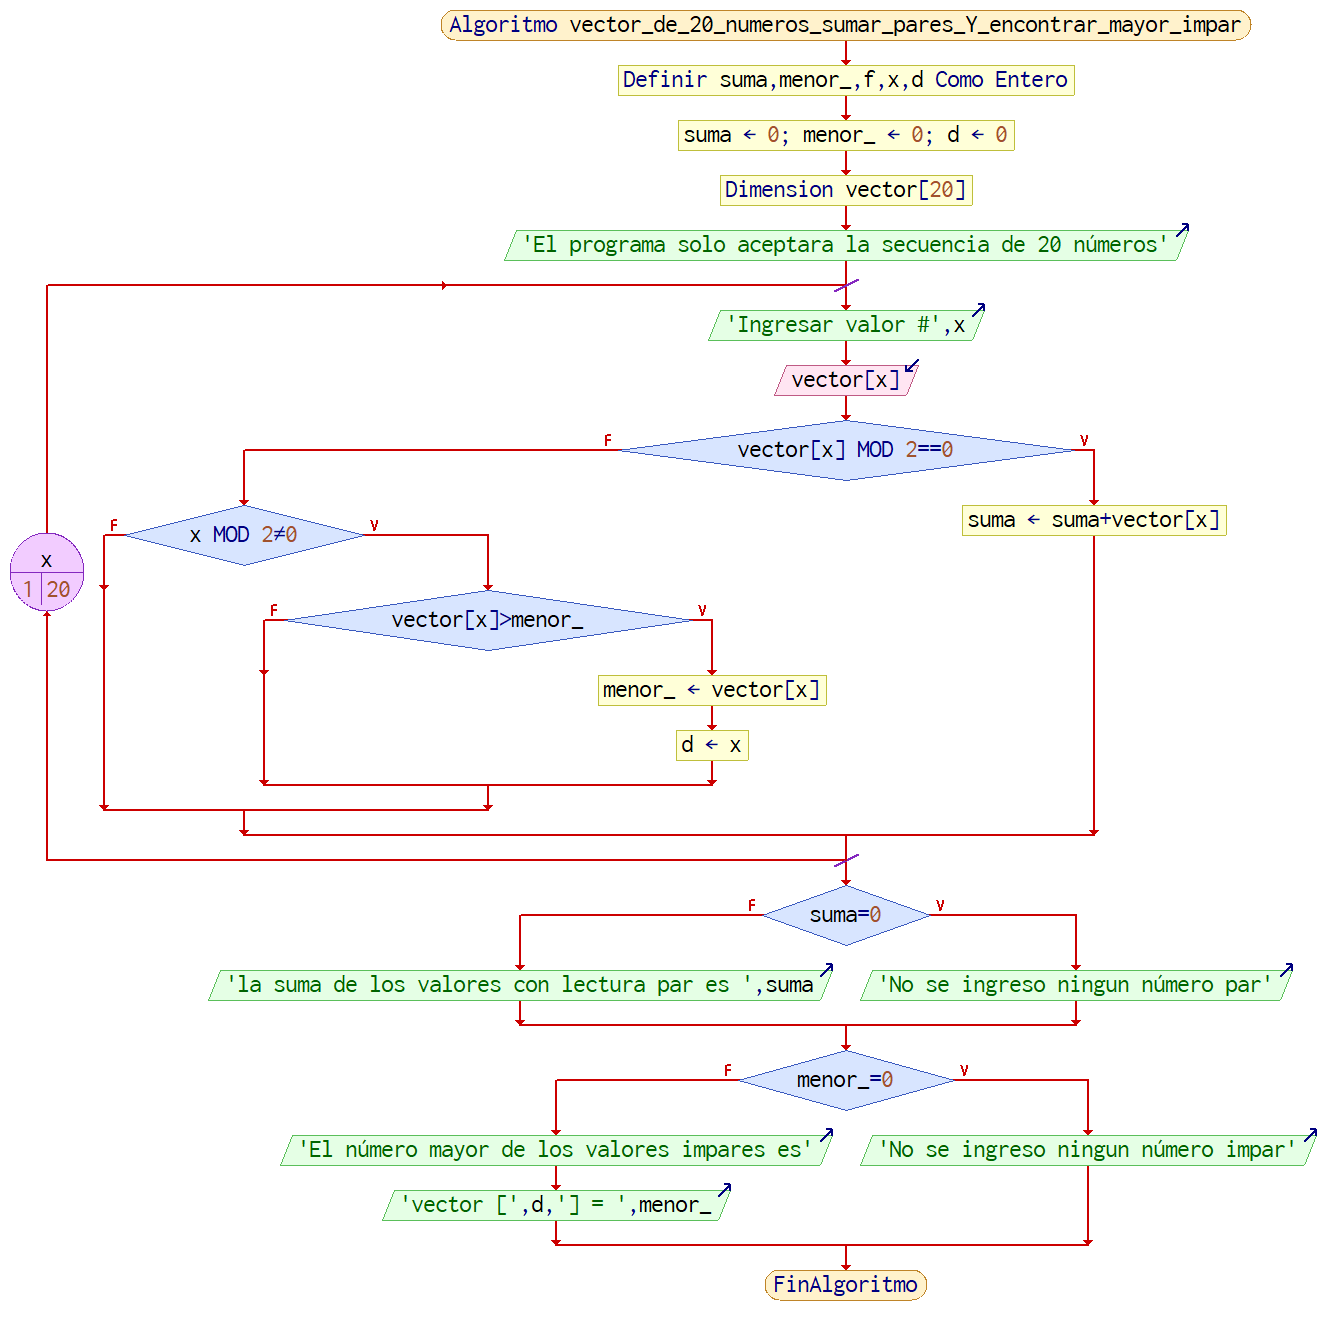 Algoritmo vector_de_20_numeros_sumar_pares_Y_encontrar_mayor_impar
Definir suma,menor_,f,x,d Como Entero
suma ← 0; menor_ ← 0; d ← 0
Dimension vector[20]
'El programa solo aceptara la secuencia de 20 números'
'Ingresar valor #',x
vector[x]
F
vector[x] MOD 2==0
V
suma ← suma+vector[x]
F
x MOD 2≠0
V
x
1 20
F
vector[x]>menor_
V
menor_ ← vector[x]
d ← x
F
suma=0
V
'la suma de los valores con lectura par es ',suma
'No se ingreso ningun número par'
F
menor_=0
V
'El número mayor de los valores impares es'
'No se ingreso ningun número impar'
'vector [',d,'] = ',menor_
FinAlgoritmo